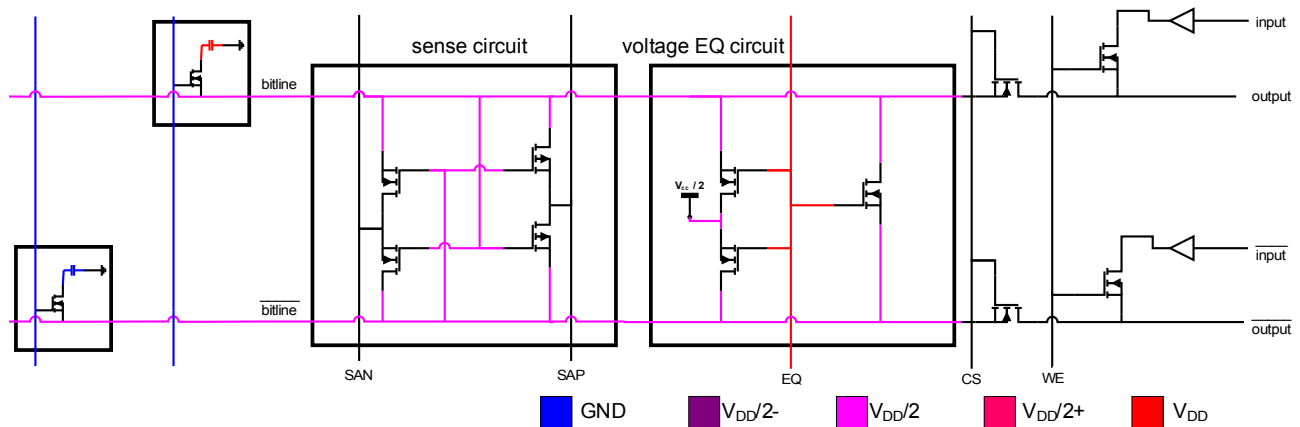 input
sense circuit
voltage EQ circuit
bitline
output
Vcc / 2
input
bitline
output
SAN
SAP
EQ
CS
WE
GND
VDD/2-
VDD/2
VDD/2+
VDD